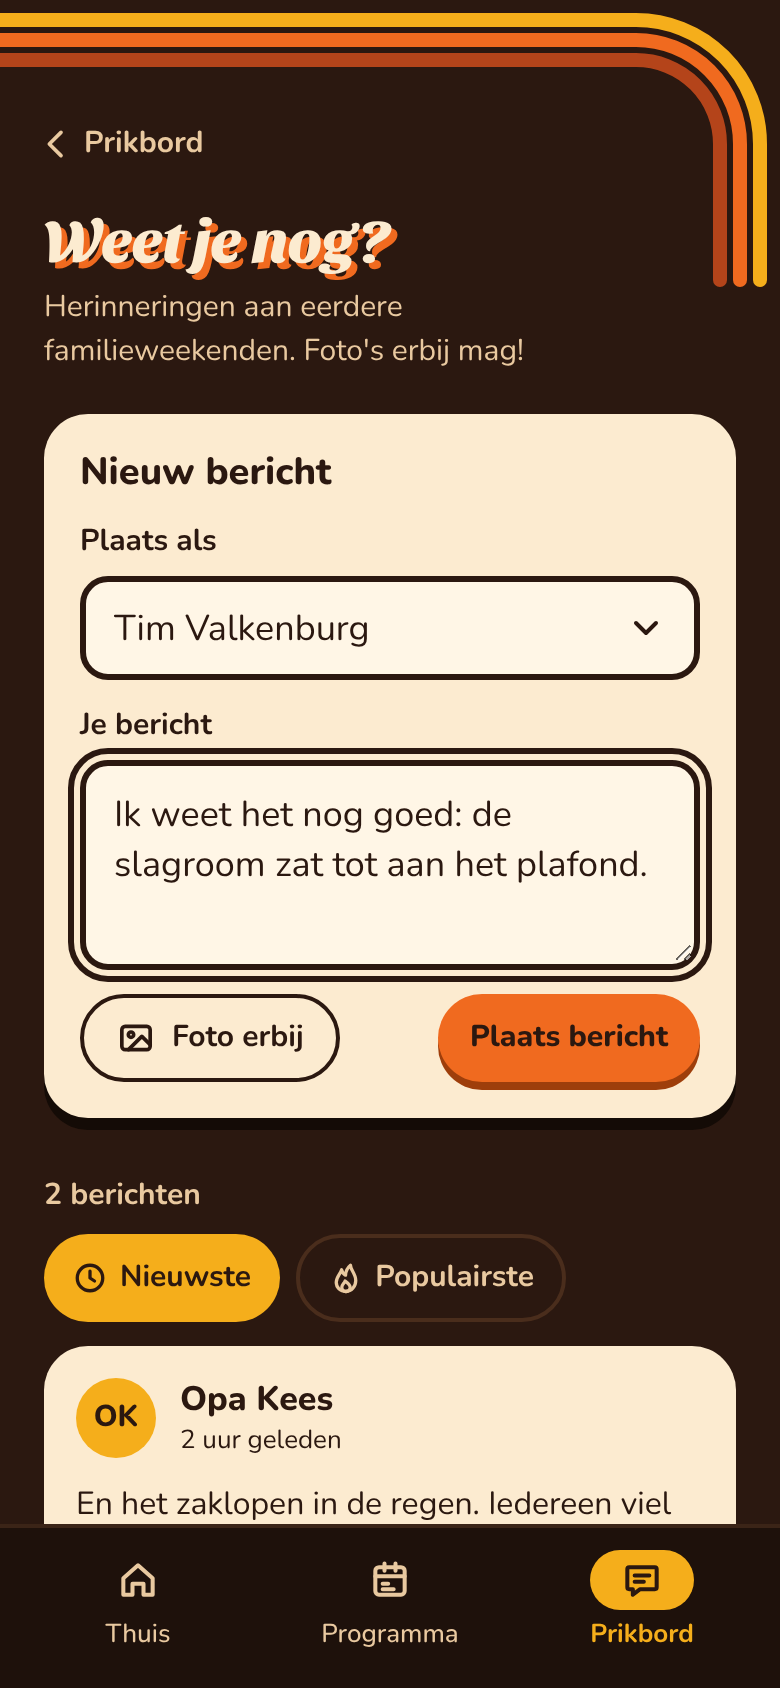 Prikbord
Weet je nog?
Herinneringen aan eerdere
familieweekenden. Foto's erbij mag!
Nieuw bericht
Plaats als
Tim Valkenburg
Je bericht
Ik weet het nog goed: de
slagroom zat tot aan het plafond.
Foto erbij
Plaats bericht
2 berichten
Nieuwste
Populairste
OK
Opa Kees
2 uur geleden
En het zaklopen in de regen. Iedereen viel
Thuis
Programma
Prikbord